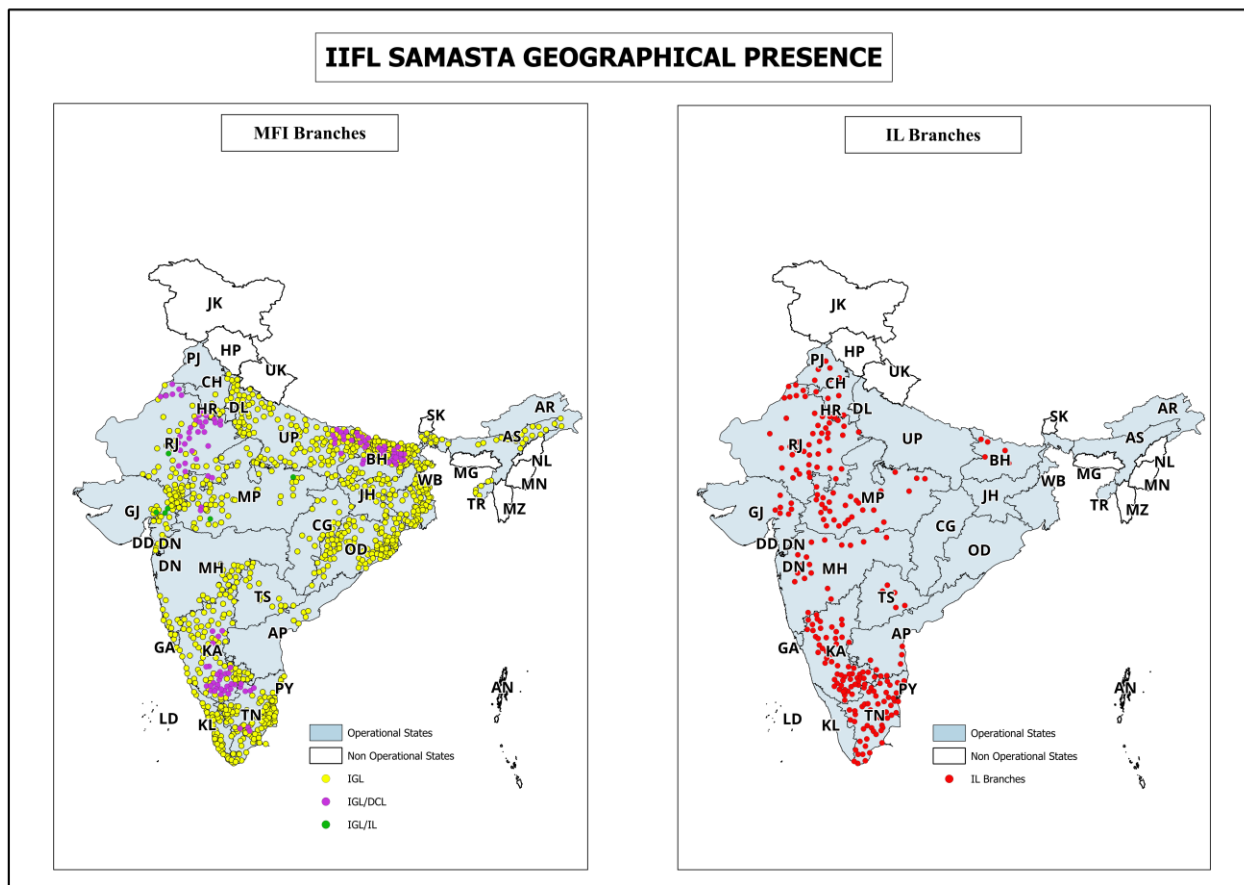 IIFL SAMASTA GEOGRAPHICAL PRESENCE
MFI Branches
JK
HP
PJ
UK
CH
HR
DL
SK
AR
RJ
UP
AS
BH
NL
MG
WB
MN
JH
MP
TR
MZ
GJ
CG
DD
DN
OD
DN
MH
TS
AP
GA
KA
PY
AN
LD
KL
TN
Operational States
Non Operational States
IGL
IGL/DCL
IGL/IL
IL Branches
JK
HP
PJ
UK
CH
HR
DL
SK
AR
RJ
UP
AS
BH
NL
MG
WB
MN
JH
MP
TR
MZ
GJ
CG
DD
DN
OD
DN
MH
TS
AP
GA
KA
PY
AN
LD
KL
TN
Operational States
Non Operational States
IL Branches